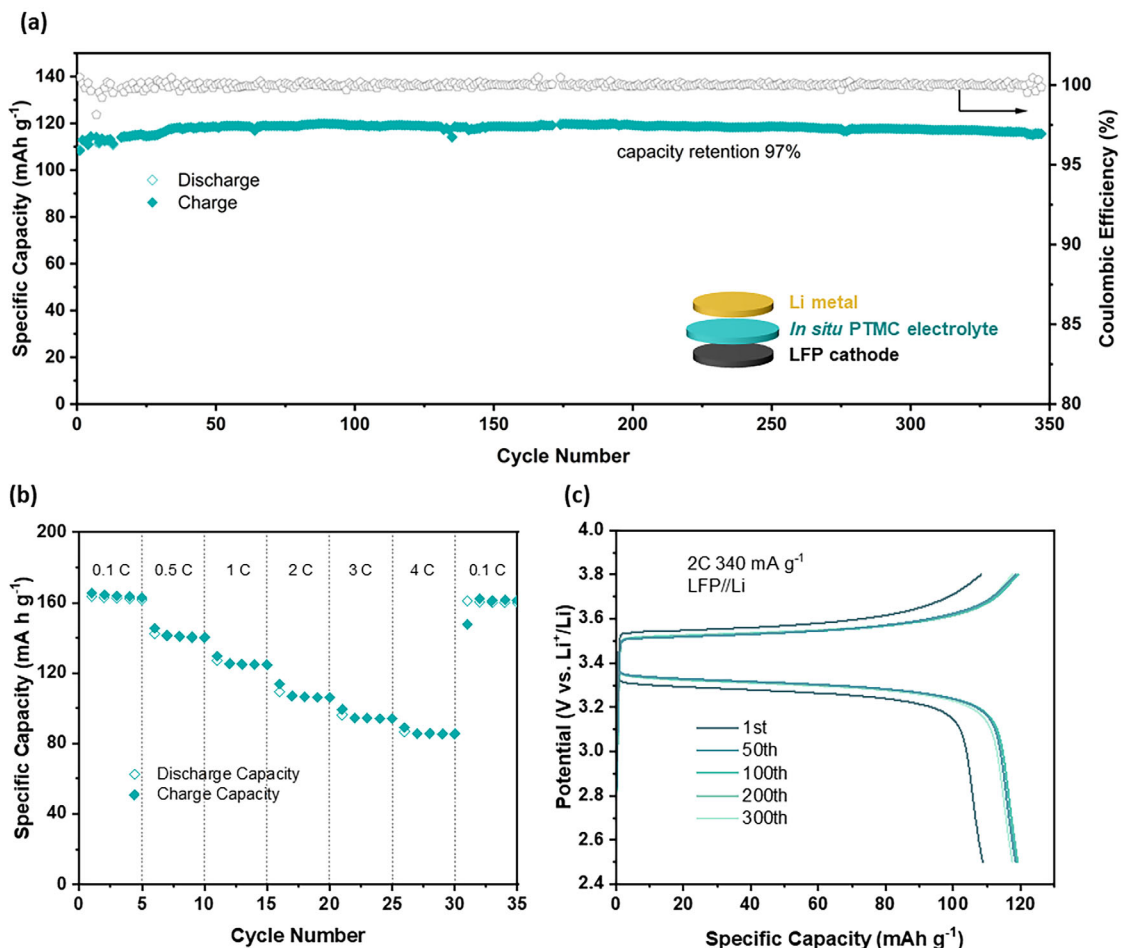 (a)
140
120
100
80
60
40
20
0
Specific Capacity (mAh g⁻¹)
Discharge
Charge
capacity retention 97%
Li metal
In situ PTMC electrolyte
LFP cathode
100
95
90
85
80
Coulombic Efficiency (%)
0 50 100 150 200 250 300 350
Cycle Number
(b)
200
160
120
80
40
0
Specific Capacity (mA h g⁻¹)
0.1 C 0.5 C 1 C 2 C 3 C 4 C 0.1 C
Discharge Capacity
Charge Capacity
0 5 10 15 20 25 30 35
Cycle Number
(c)
4.0
3.8
3.6
3.4
3.2
3.0
2.8
2.6
2.4
Potential (V vs. Li⁺/Li)
2C 340 mA g⁻¹
LFP//Li
1st
50th
100th
200th
300th
0 20 40 60 80 100 120
Specific Capacity (mAh g⁻¹)